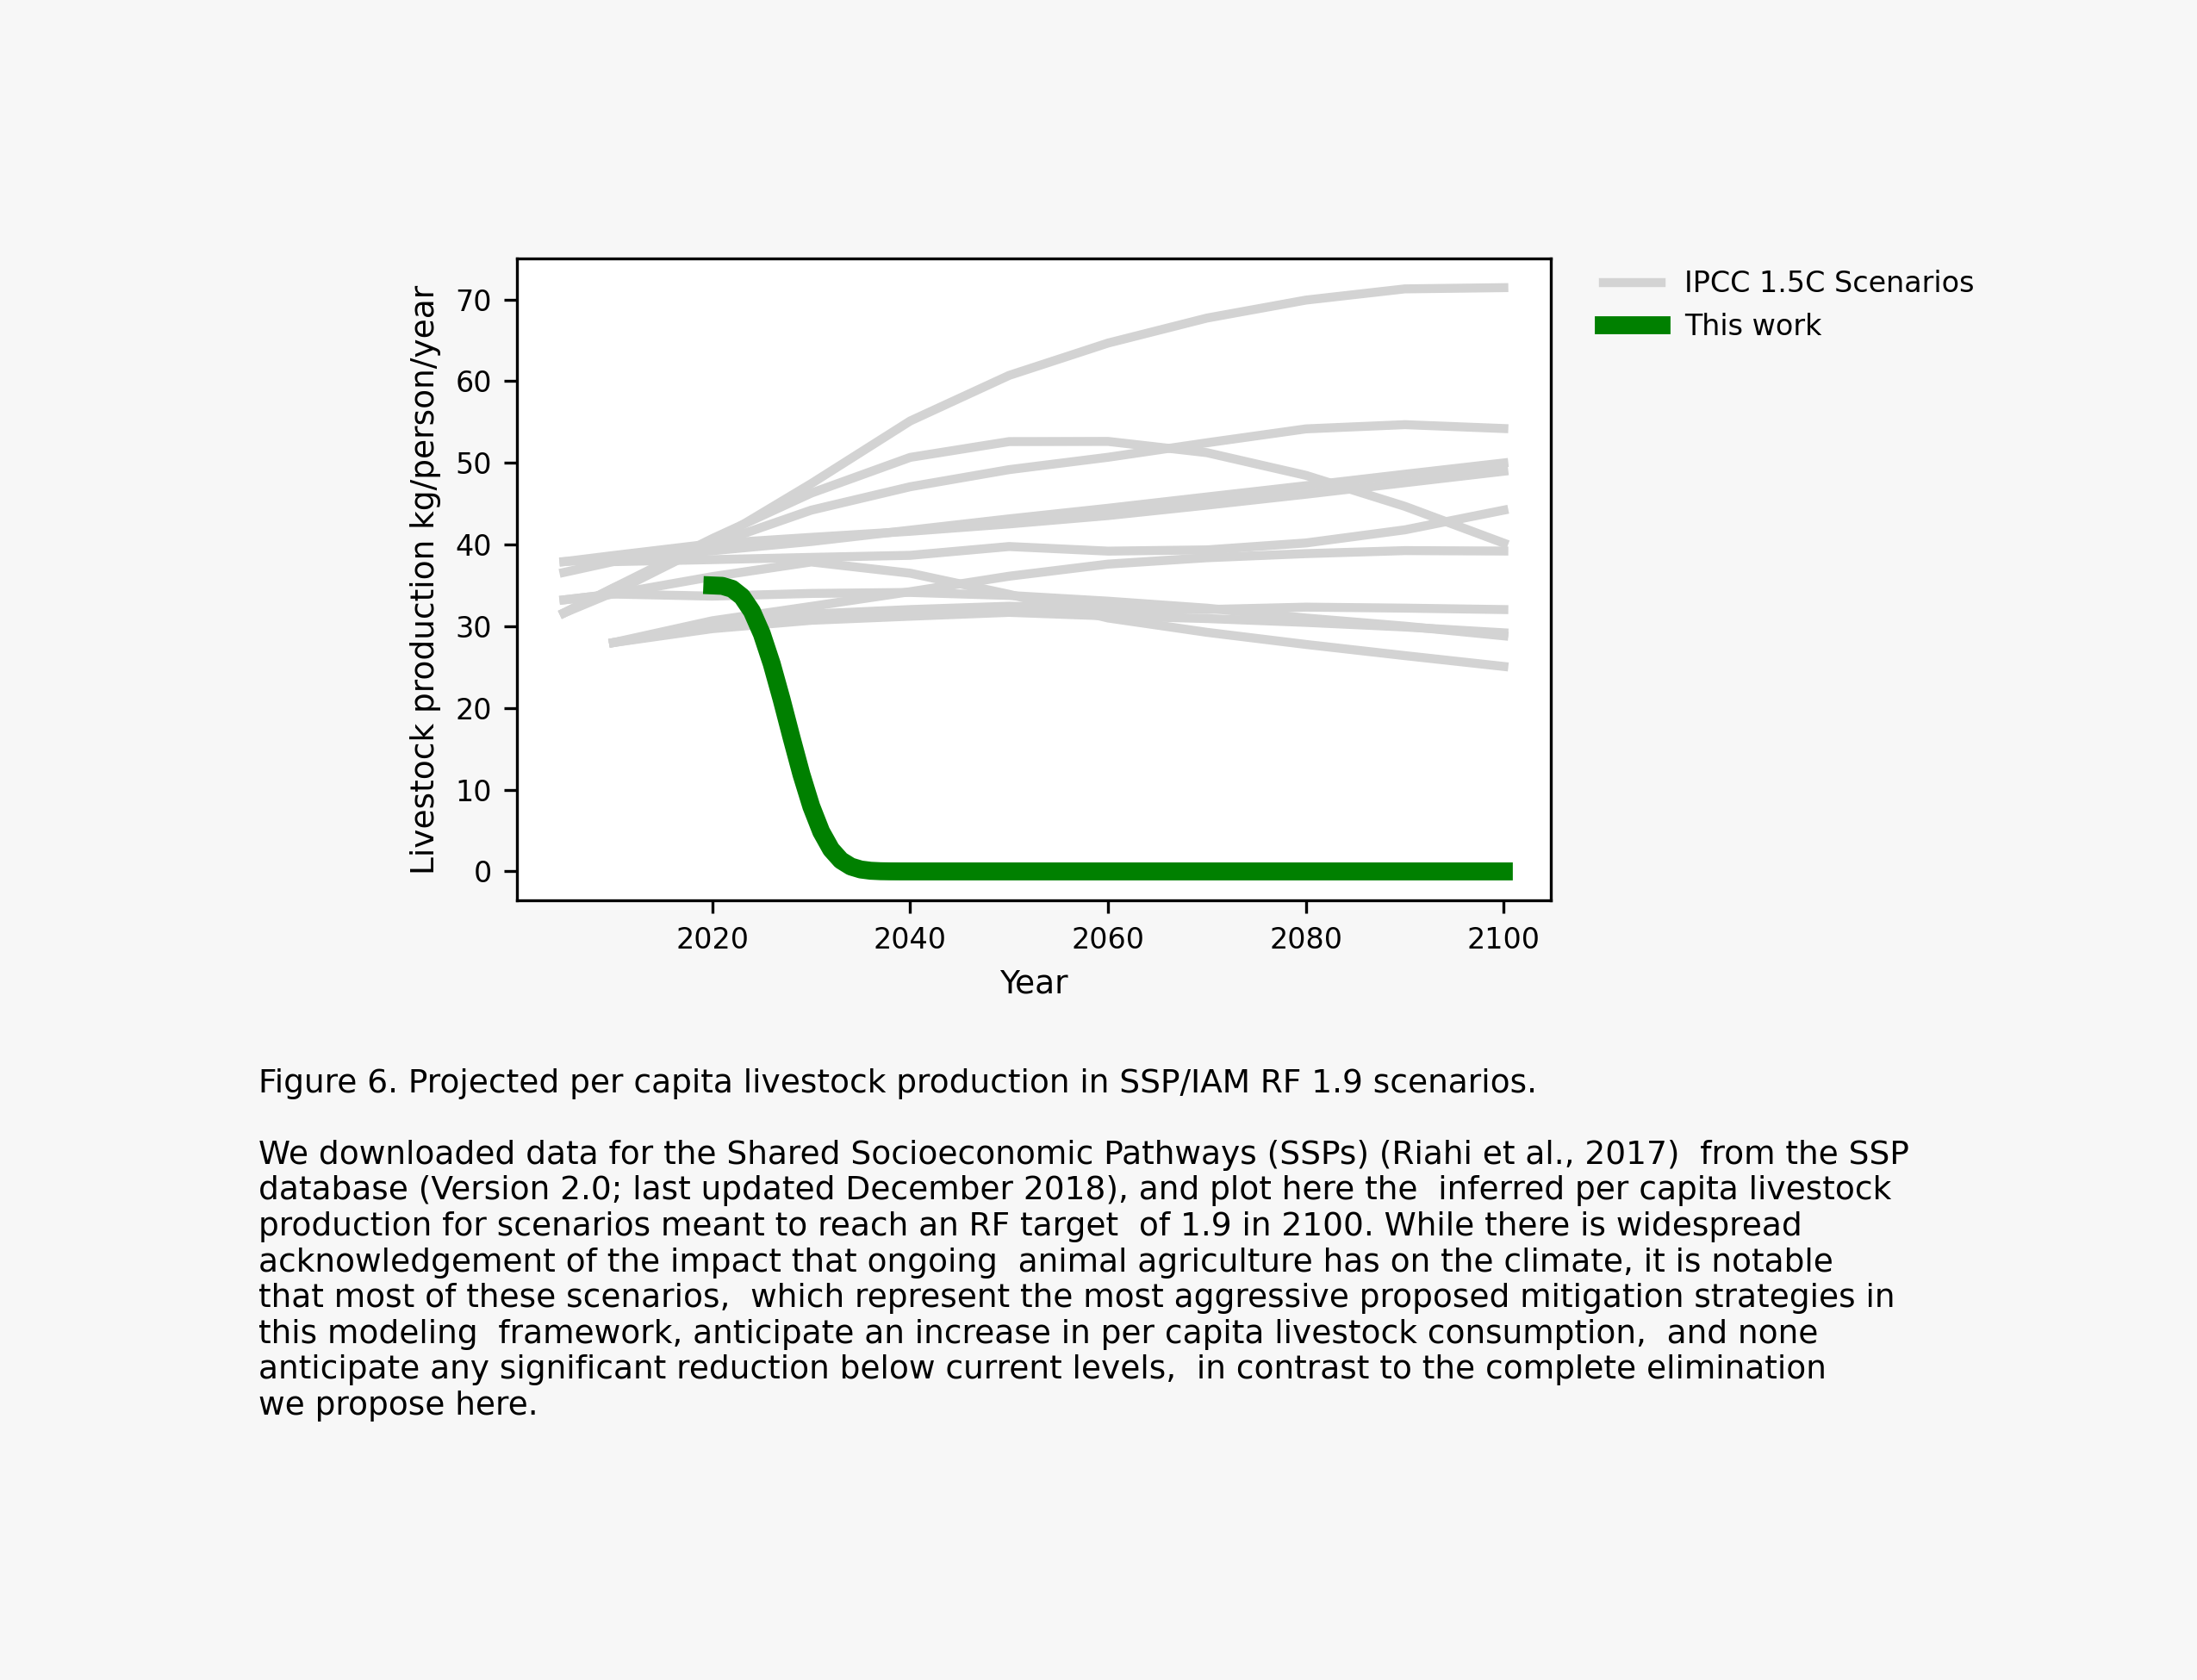 IPCC 1.5C Scenarios
This work
Livestock production kg/person/year
70
60
50
40
30
20
10
0
2020 2040 2060 2080 2100
Year
Figure 6. Projected per capita livestock production in SSP/IAM RF 1.9 scenarios.
We downloaded data for the Shared Socioeconomic Pathways (SSPs) (Riahi et al., 2017)  from the SSP
database (Version 2.0; last updated December 2018), and plot here the  inferred per capita livestock
production for scenarios meant to reach an RF target  of 1.9 in 2100. While there is widespread
acknowledgement of the impact that ongoing  animal agriculture has on the climate, it is notable
that most of these scenarios,  which represent the most aggressive proposed mitigation strategies in
this modeling  framework, anticipate an increase in per capita livestock consumption,  and none
anticipate any significant reduction below current levels,  in contrast to the complete elimination
we propose here.